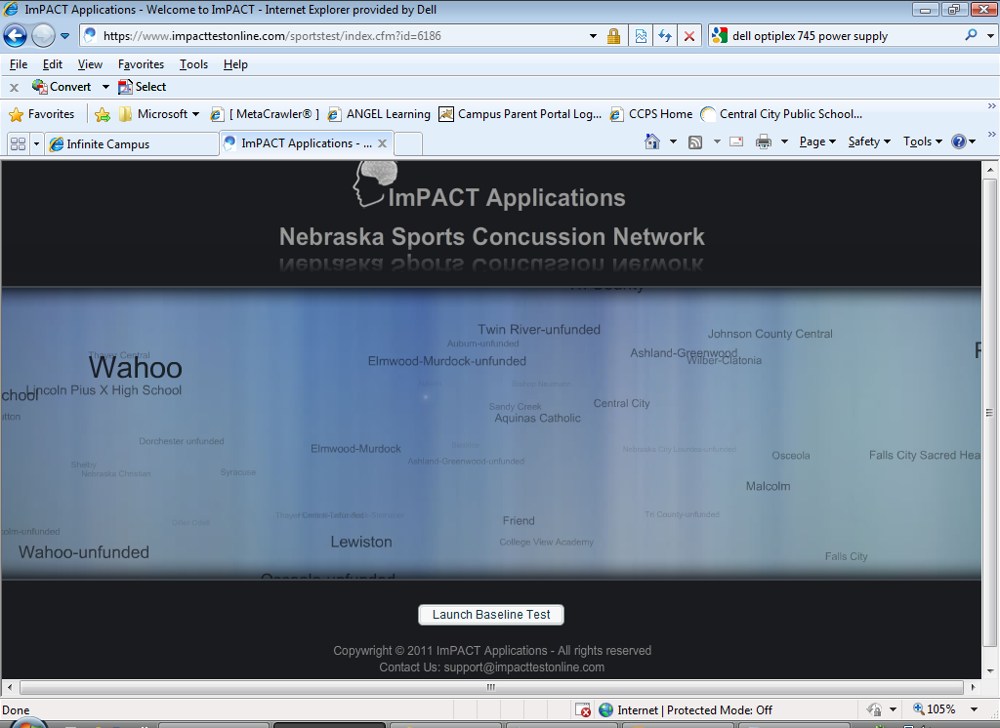 ImPACT Applications - Welcome to ImPACT - Internet Explorer provided by Dell
https://www.impacttestonline.com/sportstest/index.cfm?id=6186
dell optiplex 745 power supply
File Edit View Favorites Tools Help
x Convert Select
Favorites Microsoft [ MetaCrawler® ] ANGEL Learning Campus Parent Portal Log... CCPS Home Central City Public School... »
Infinite Campus ImPACT Applications - ... X Page Safety Tools »
ImPACT Applications
Nebraska Sports Concussion Network
Nebraska Sports Concussion Network
Tri County
Twin River-unfunded
Johnson County Central
Auburn-unfunded
Thayer Central
Ashland-Greenwood
Wilber-Clatonia
Elmwood-Murdock-unfunded
Wahoo
Lincoln Pius X High School
chool
Central City
Sandy Creek
Aquinas Catholic
utton
Dorchester unfunded
Elmwood-Murdock
Nebraska City Lourdes-unfunded
Osceola
Falls City Sacred Hea
Ashland-Greenwood-unfunded
Shelby
Nebraska Christian
Syracuse
Malcolm
Tri County-unfunded
Friend
olm-unfunded
College View Academy
Lewiston
Wahoo-unfunded
Falls City
Osceola-unfunded
Launch Baseline Test
Copyright © 2011 ImPACT Applications - All rights reserved
Contact Us: support@impacttestonline.com
Done Internet | Protected Mode: Off 105%